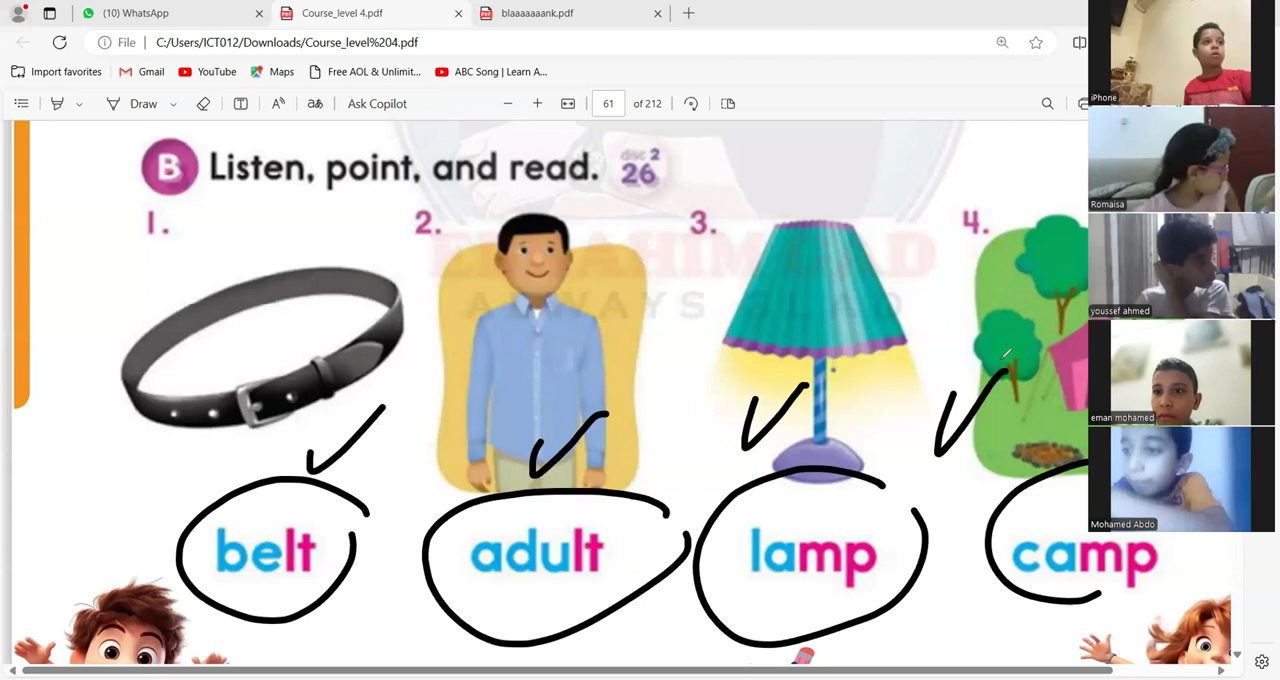 (10) WhatsApp
Course_level 4.pdf
blaaaaaaank.pdf
File
C:/Users/ICT012/Downloads/Course_level%204.pdf
Import favorites
Gmail
YouTube
Maps
Free AOL & Unlimit...
ABC Song | Learn A...
Draw
Ask Copilot
61
of 212
B Listen, point, and read. disc 2
26
1.
2.
3.
4.
ALWAYS GLAD
belt
adult
lamp
camp
iPhone
Romaisa
youssef ahmed
eman mohamed
Mohamed Abdo